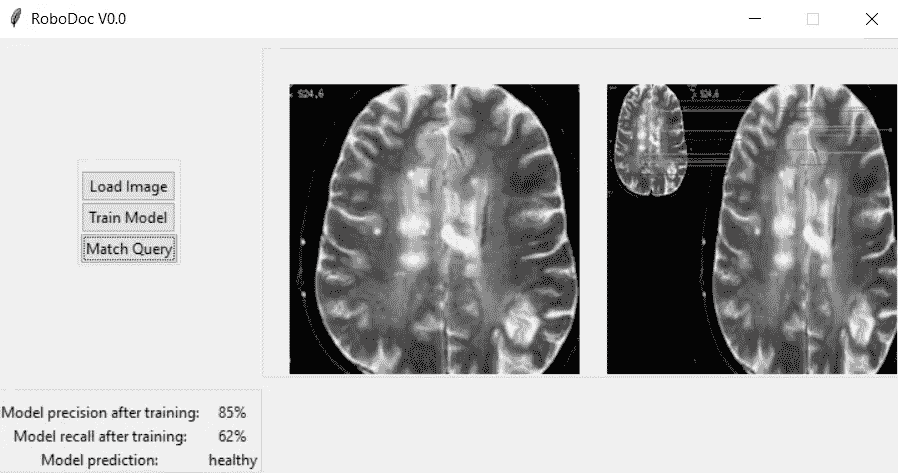 RoboDoc V0.0
Load Image
Train Model
Match Query
S24.6
S24.6
Model precision after training: 85%
Model recall after training: 62%
Model prediction: healthy